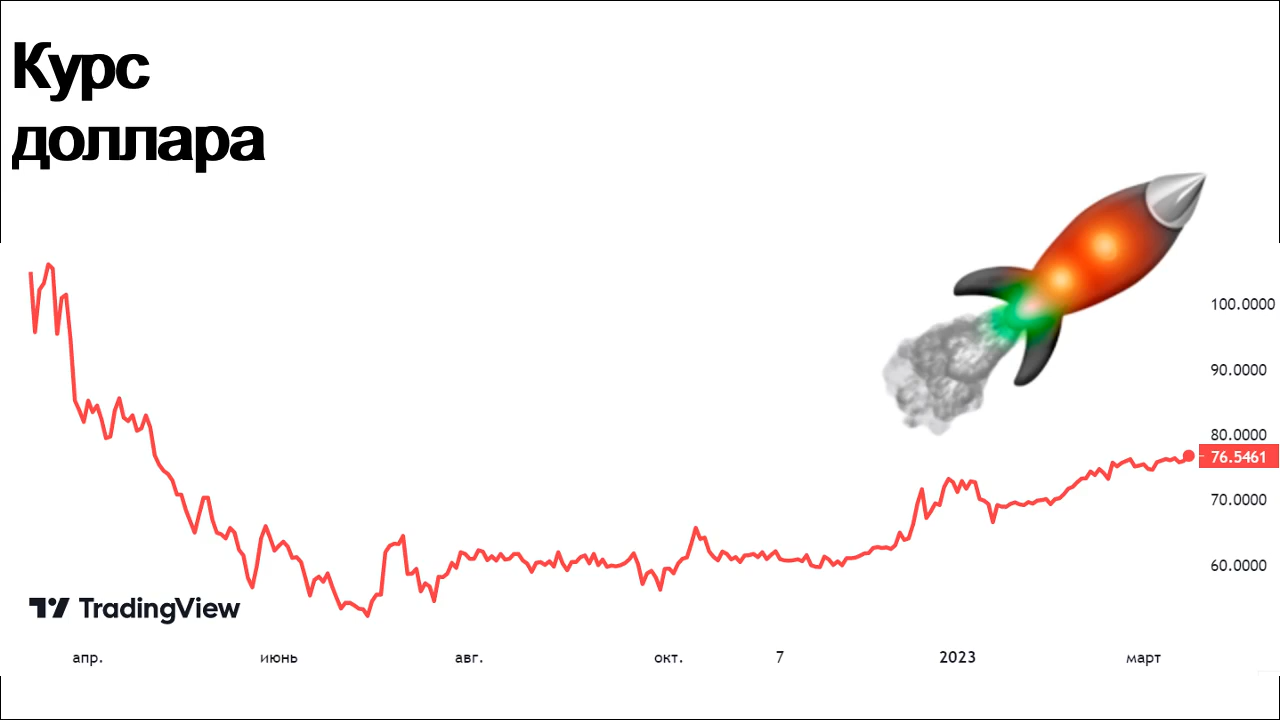 Курс
доллара
100.0000
90.0000
80.0000
76.5461
70.0000
60.0000
TradingView
апр.
июнь
авг.
окт.
7
2023
март